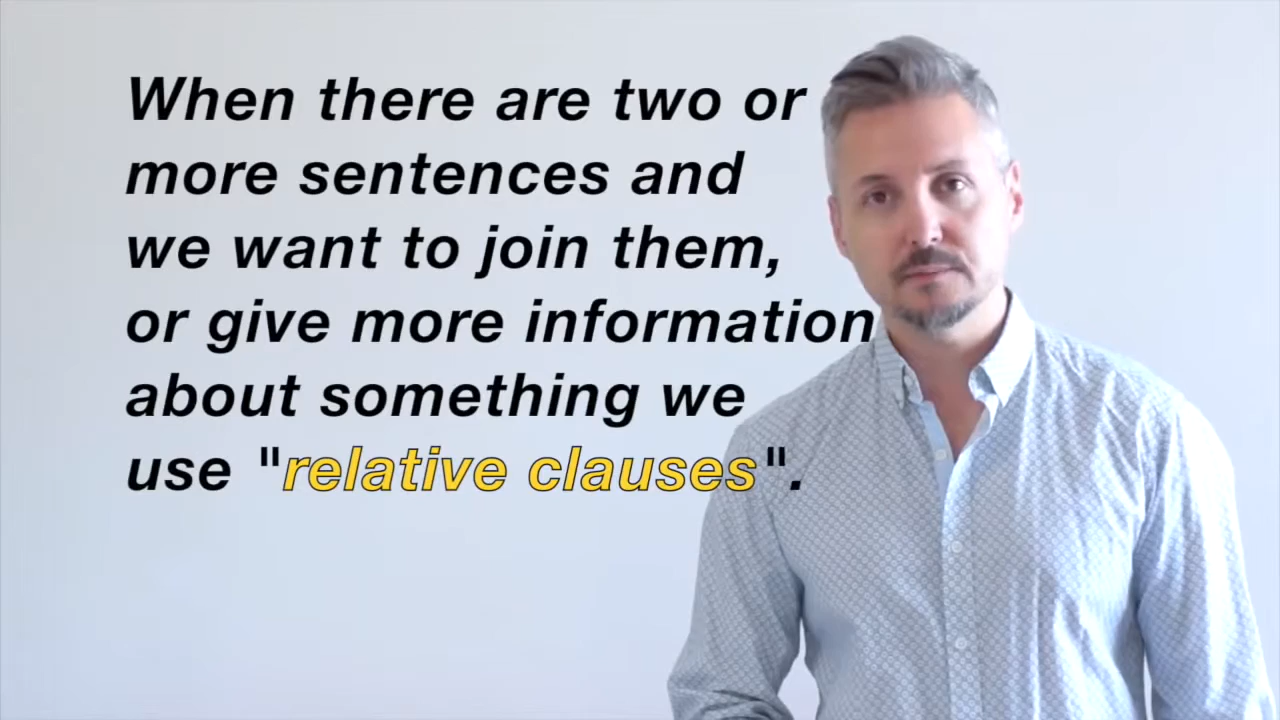 When there are two or
more sentences and
we want to join them,
or give more information
about something we
use "relative clauses".